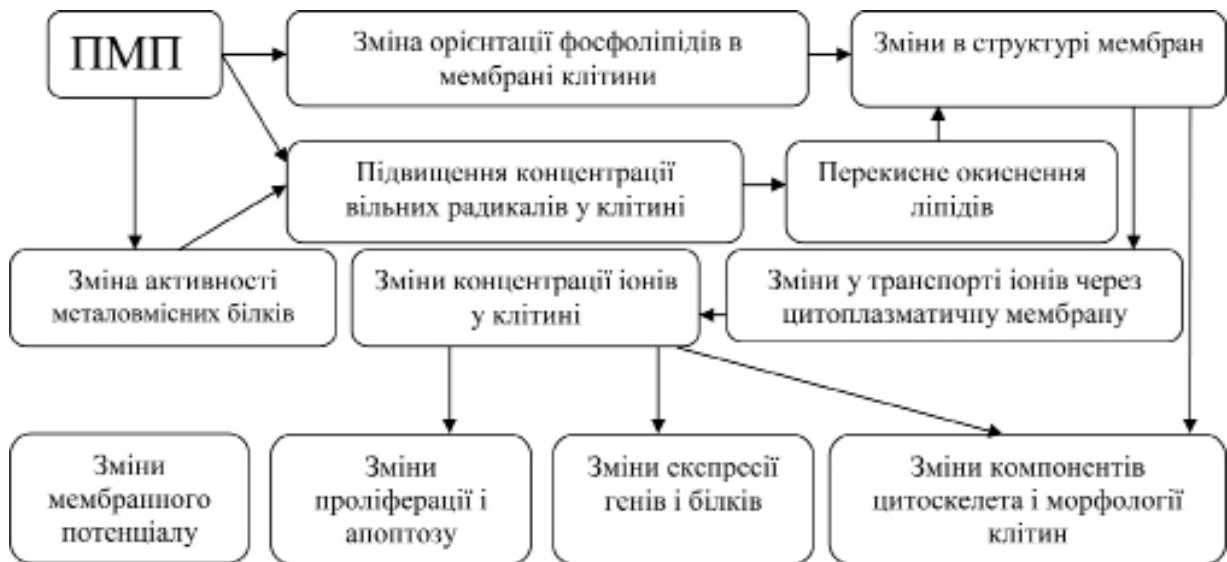 ПМП
Зміна орієнтації фосфоліпідів в
мембрані клітини
Зміни в структурі мембран
Підвищення концентрації
вільних радикалів у клітині
Перекисне окиснення
ліпідів
Зміна активності
металовмісних білків
Зміни концентрації іонів
у клітині
Зміни у транспорті іонів через
цитоплазматичну мембрану
Зміни
мембранного
потенціалу
Зміни
проліферації і
апоптозу
Зміни експресії
генів і білків
Зміни компонентів
цитоскелета і морфології
клітин